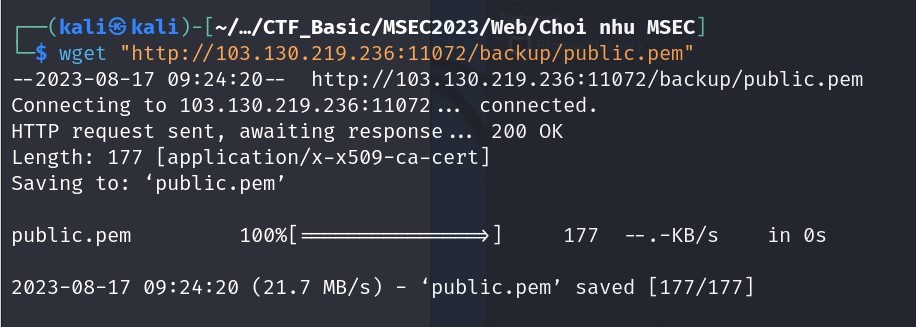 ┌──(kali㉿kali)-[~/…/CTF_Basic/MSEC2023/Web/Choi nhu MSEC]
└─$ wget "http://103.130.219.236:11072/backup/public.pem"
--2023-08-17 09:24:20--  http://103.130.219.236:11072/backup/public.pem
Connecting to 103.130.219.236:11072... connected.
HTTP request sent, awaiting response... 200 OK
Length: 177 [application/x-x509-ca-cert]
Saving to: ‘public.pem’
public.pem 100%[===================>] 177 --.-KB/s in 0s
2023-08-17 09:24:20 (21.7 MB/s) - ‘public.pem’ saved [177/177]